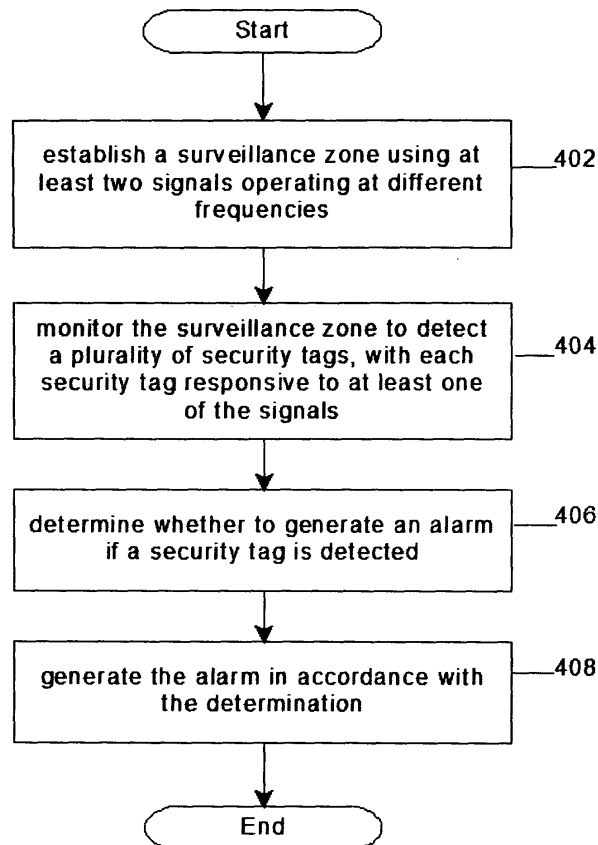 Start
establish a surveillance zone using at
least two signals operating at different
frequencies
402
monitor the surveillance zone to detect
a plurality of security tags, with each
security tag responsive to at least one
of the signals
404
determine whether to generate an alarm
if a security tag is detected
406
generate the alarm in accordance with
the determination
408
End